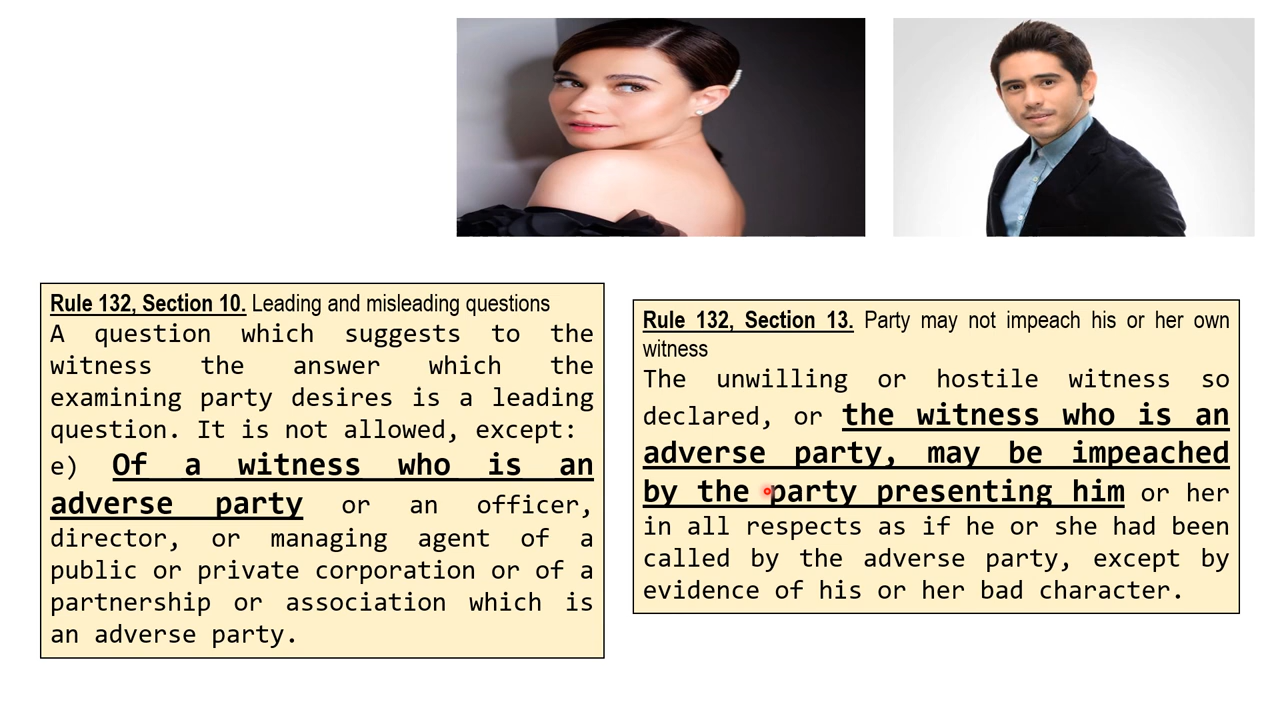 Rule 132, Section 10. Leading and misleading questions
A question which suggests to the
witness the answer which the
examining party desires is a leading
question. It is not allowed, except:
e) Of a witness who is an
adverse party or an officer,
director, or managing agent of a
public or private corporation or of a
partnership or association which is
an adverse party.
Rule 132, Section 13. Party may not impeach his or her own
witness
The unwilling or hostile witness so
declared, or the witness who is an
adverse party, may be impeached
by the party presenting him or her
in all respects as if he or she had been
called by the adverse party, except by
evidence of his or her bad character.